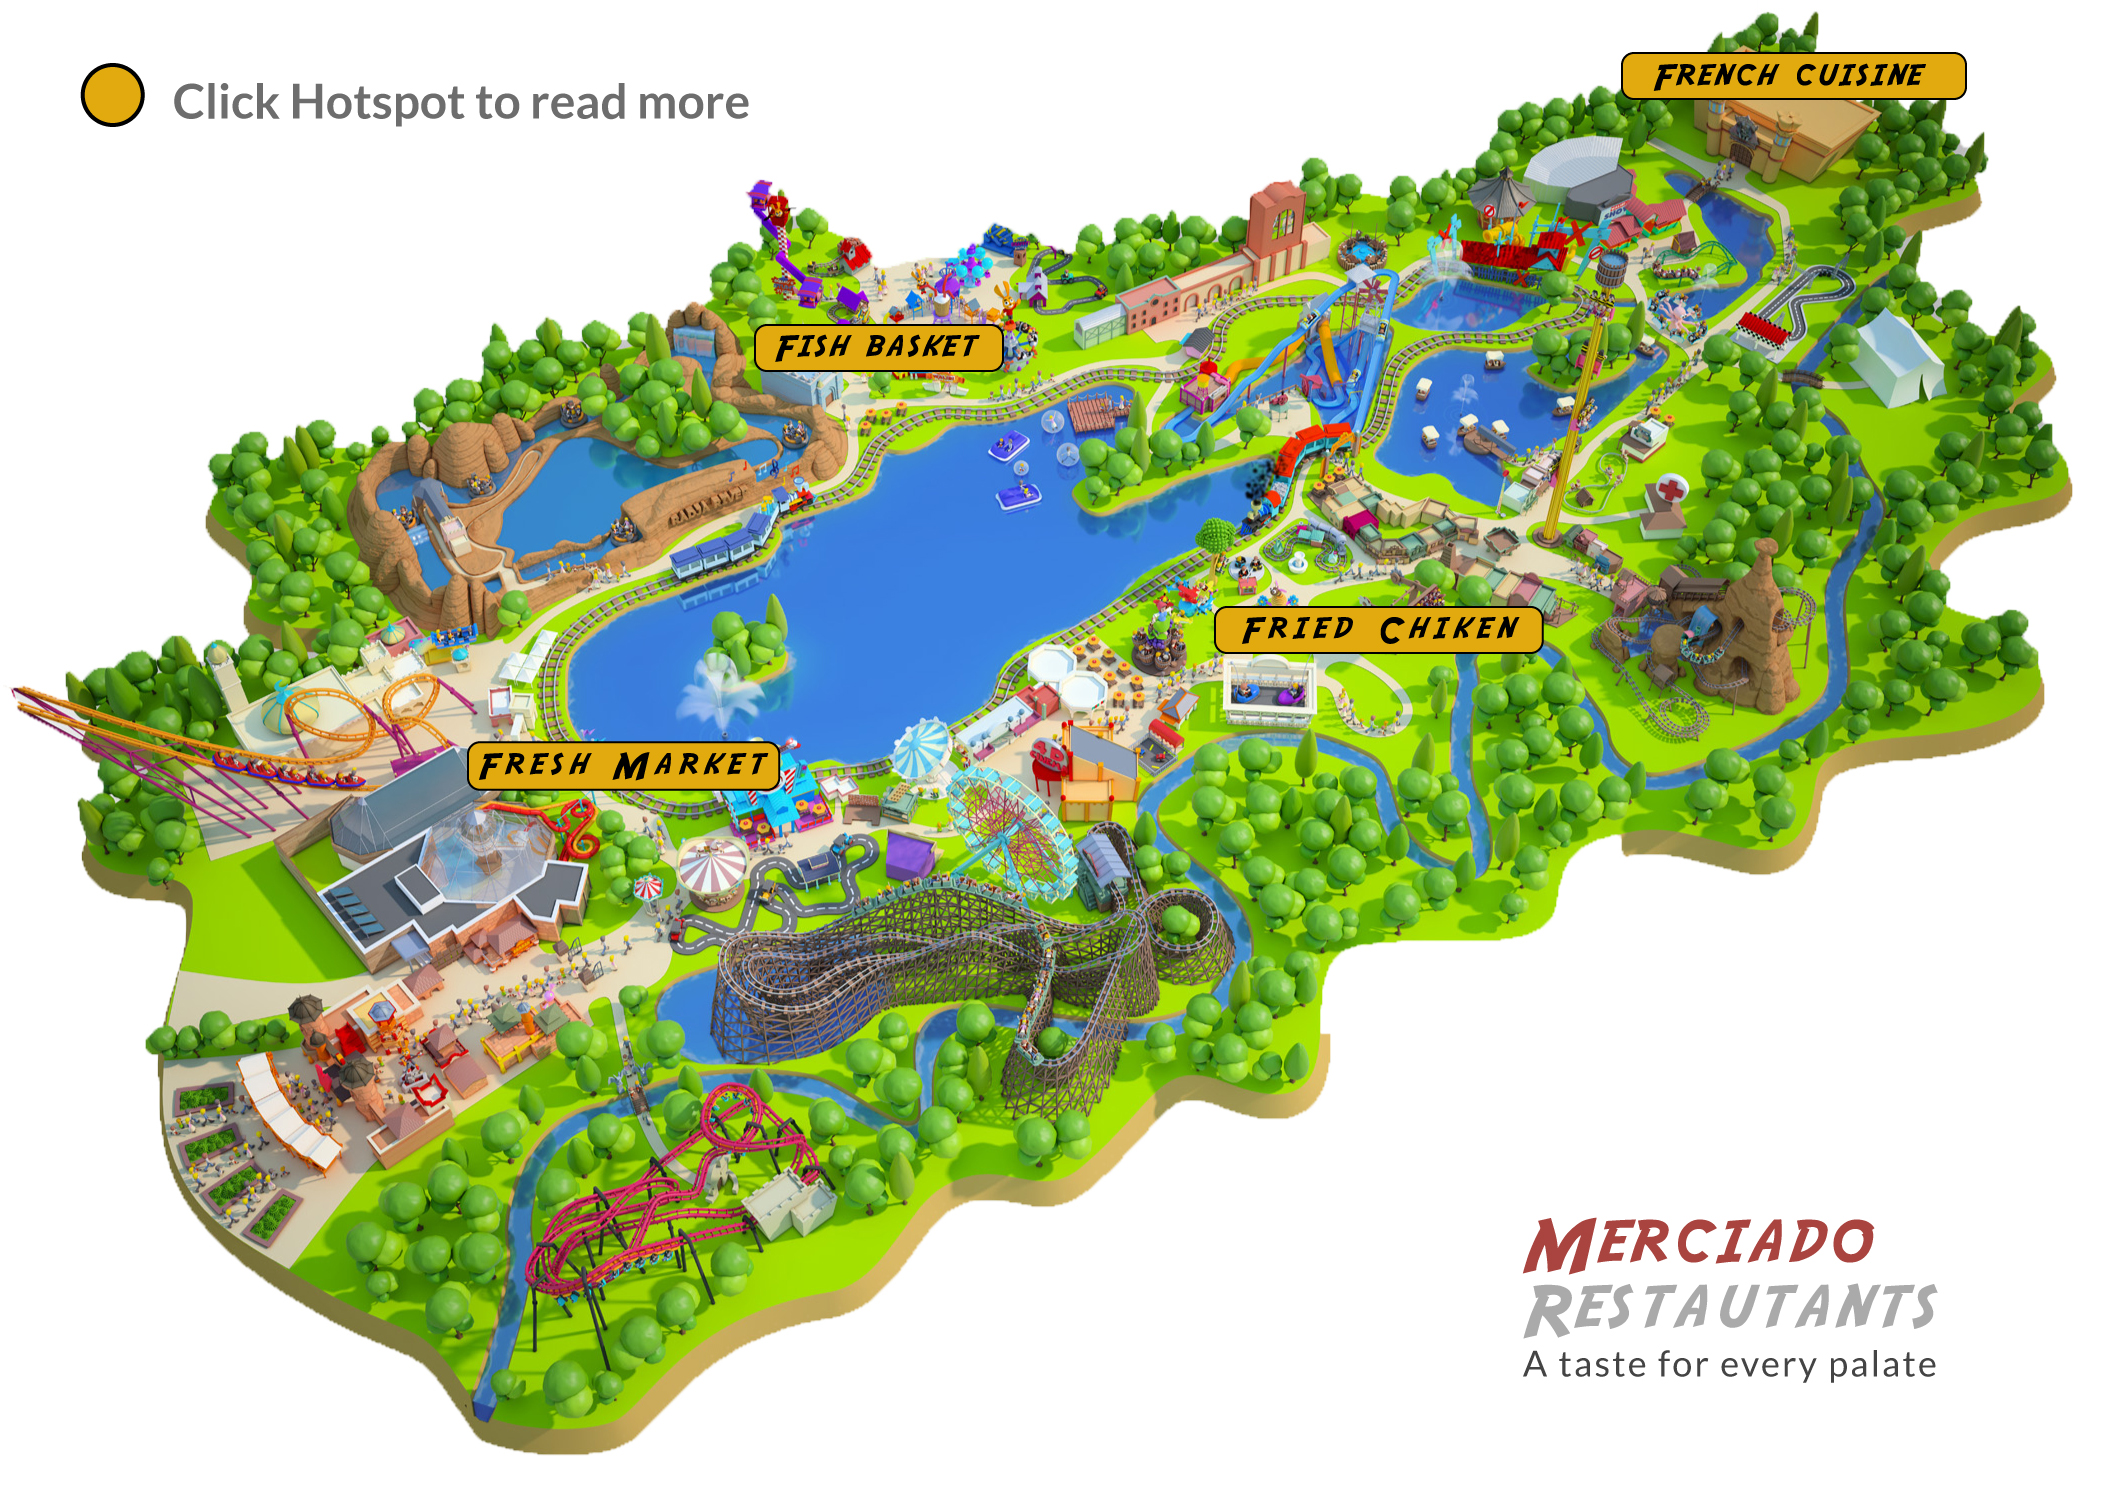 Click Hotspot to read more
French cuisine
Fish basket
Fried Chiken
Fresh Market
4D
Merciado
Restautants
A taste for every palate